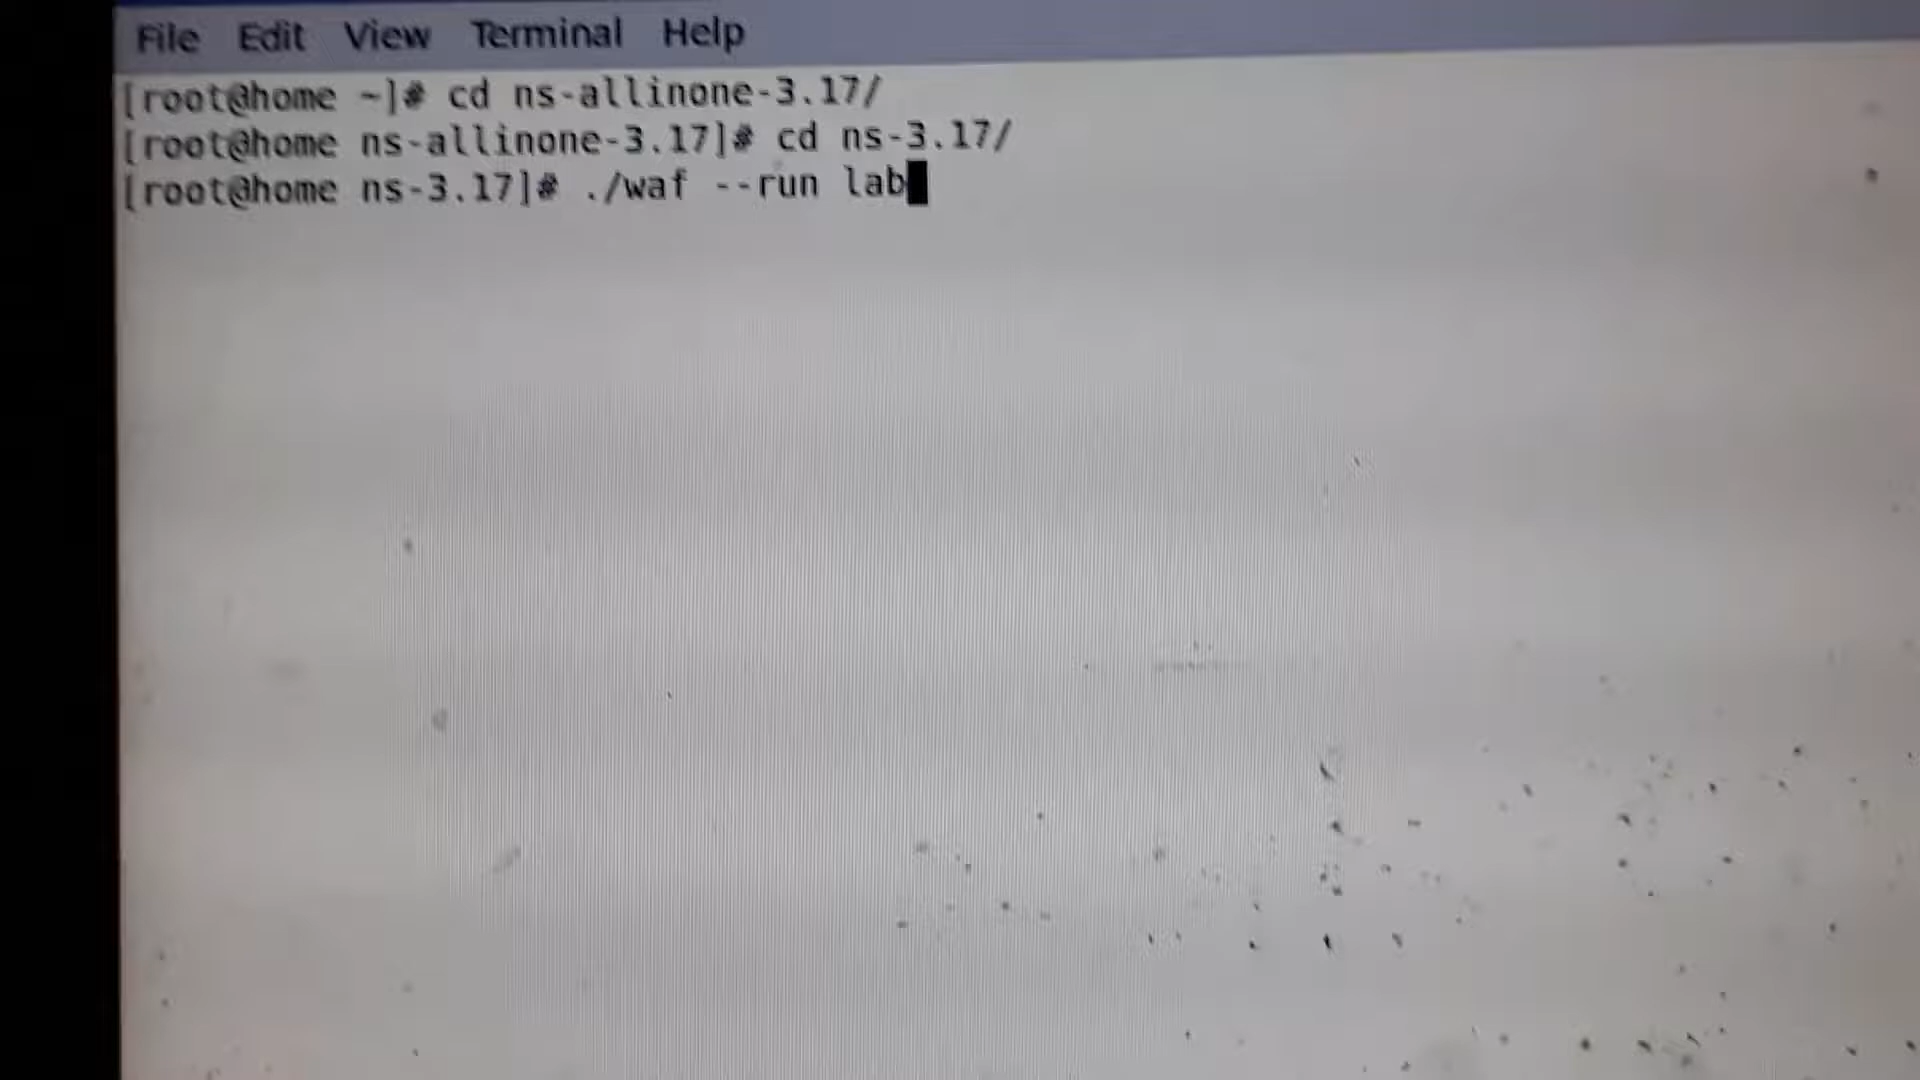 File Edit View Terminal Help
[root@home ~]# cd ns-allinone-3.17/
[root@home ns-allinone-3.17]# cd ns-3.17/
[root@home ns-3.17]# ./waf --run lab